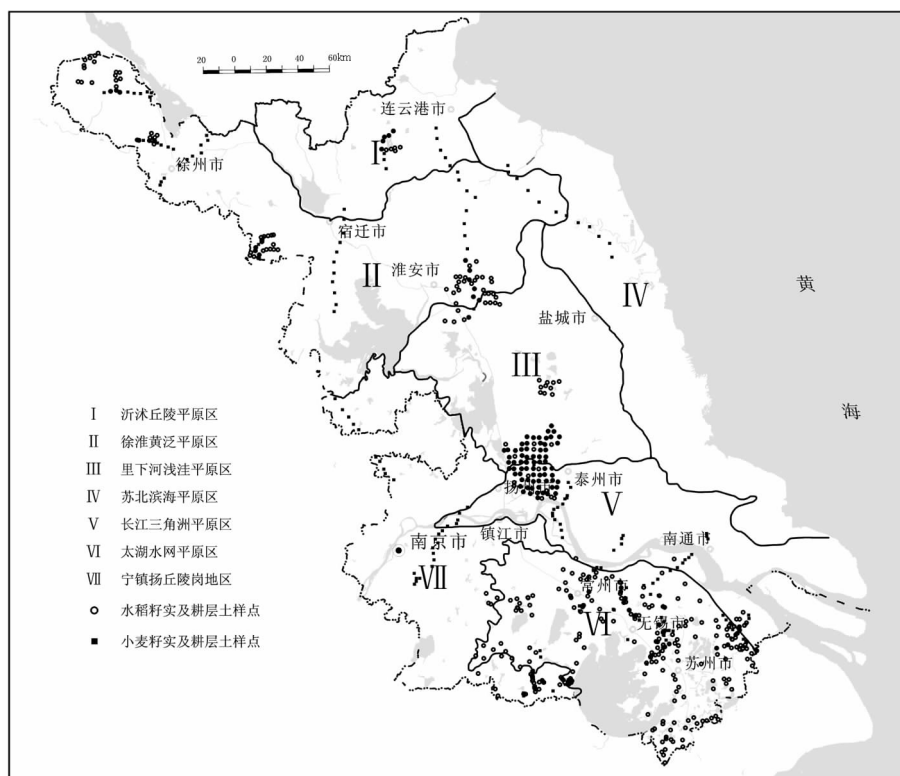 20 0 20 40 60km
连云港市
Ⅰ
徐州市
宿迁市
Ⅱ
淮安市
Ⅳ
黄
盐城市
Ⅲ
海
Ⅰ 沂沭丘陵平原区
Ⅱ 徐淮黄泛平原区
Ⅲ 里下河浅洼平原区
Ⅳ 苏北滨海平原区
Ⅴ 长江三角洲平原区
Ⅵ 太湖水网平原区
Ⅶ 宁镇扬丘陵岗地区
水稻籽实及耕层土样点
小麦籽实及耕层土样点
扬
泰州市
Ⅴ
镇江市
南通市
南京市
Ⅶ
常州市
Ⅵ
无锡市
苏州市